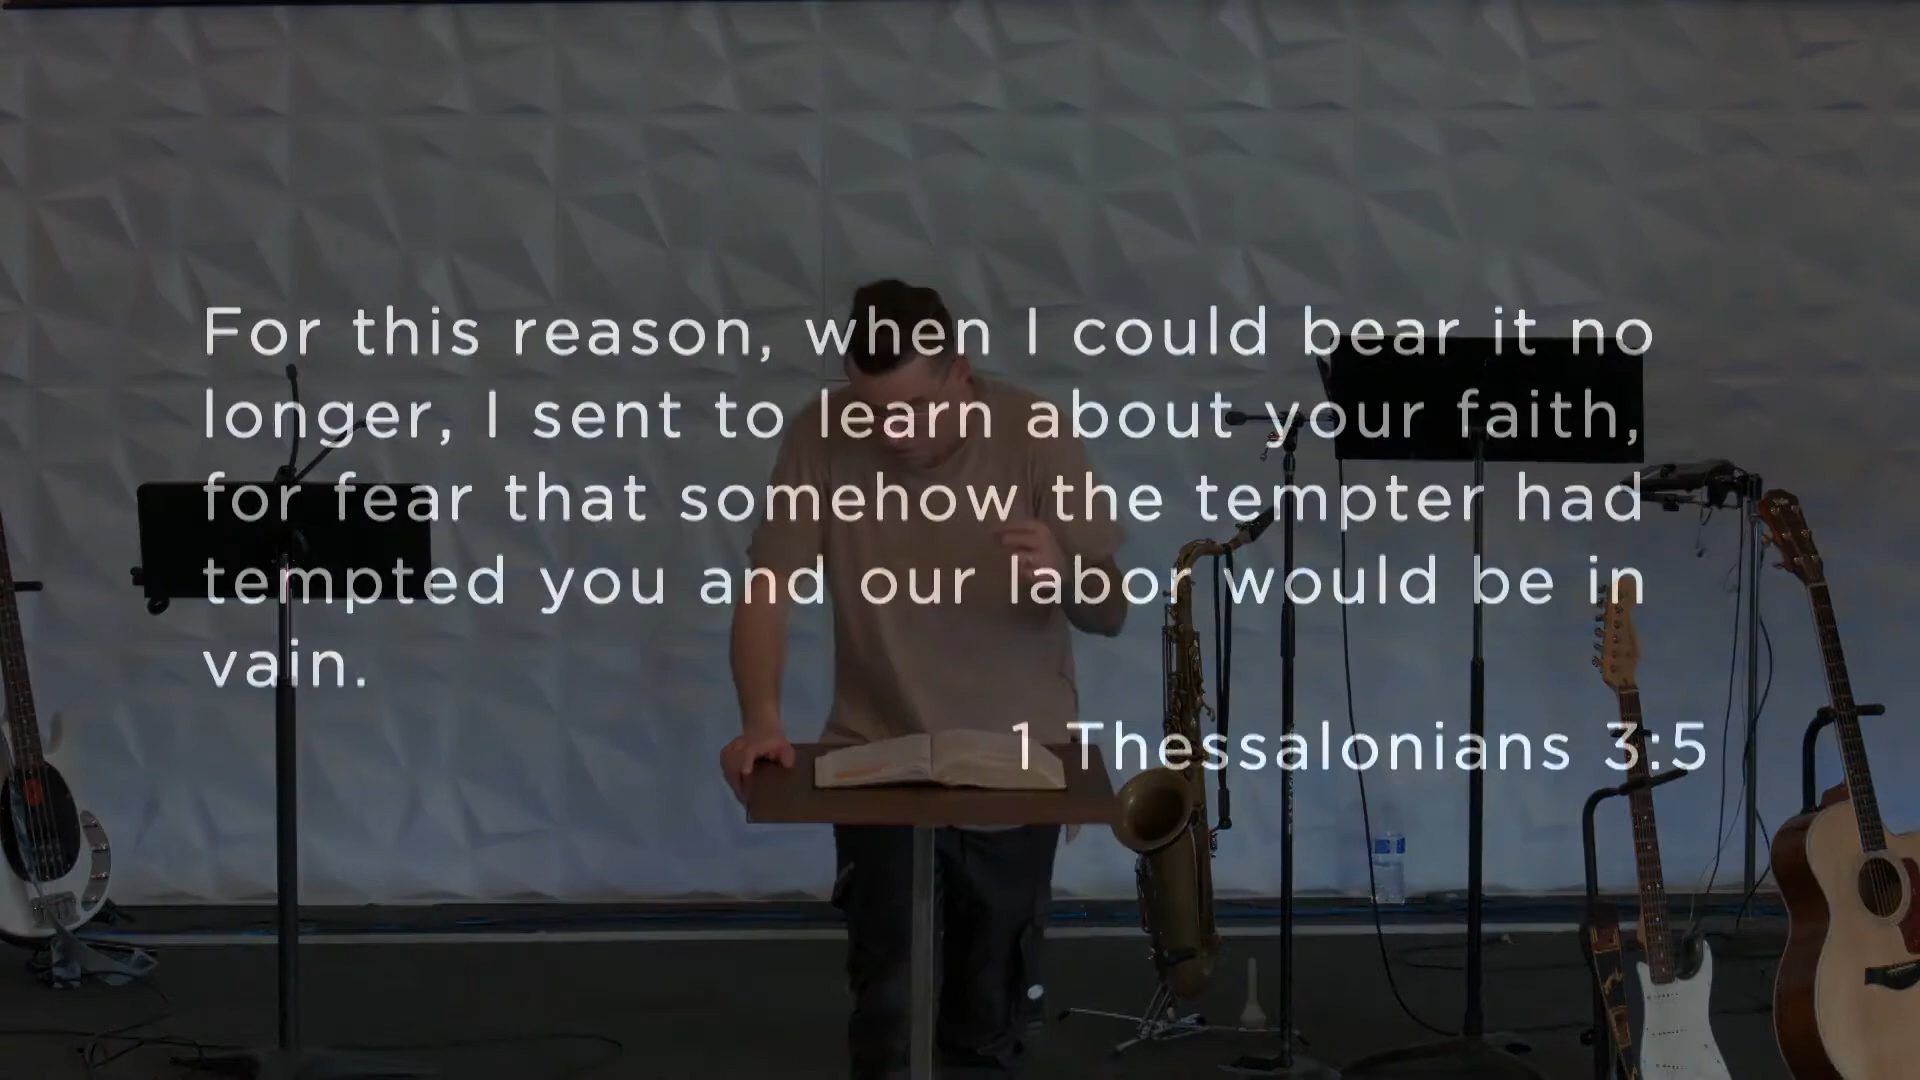 For this reason, when I could bear it no
longer, I sent to learn about your faith,
for fear that somehow the tempter had
tempted you and our labor would be in
vain.
1 Thessalonians 3:5